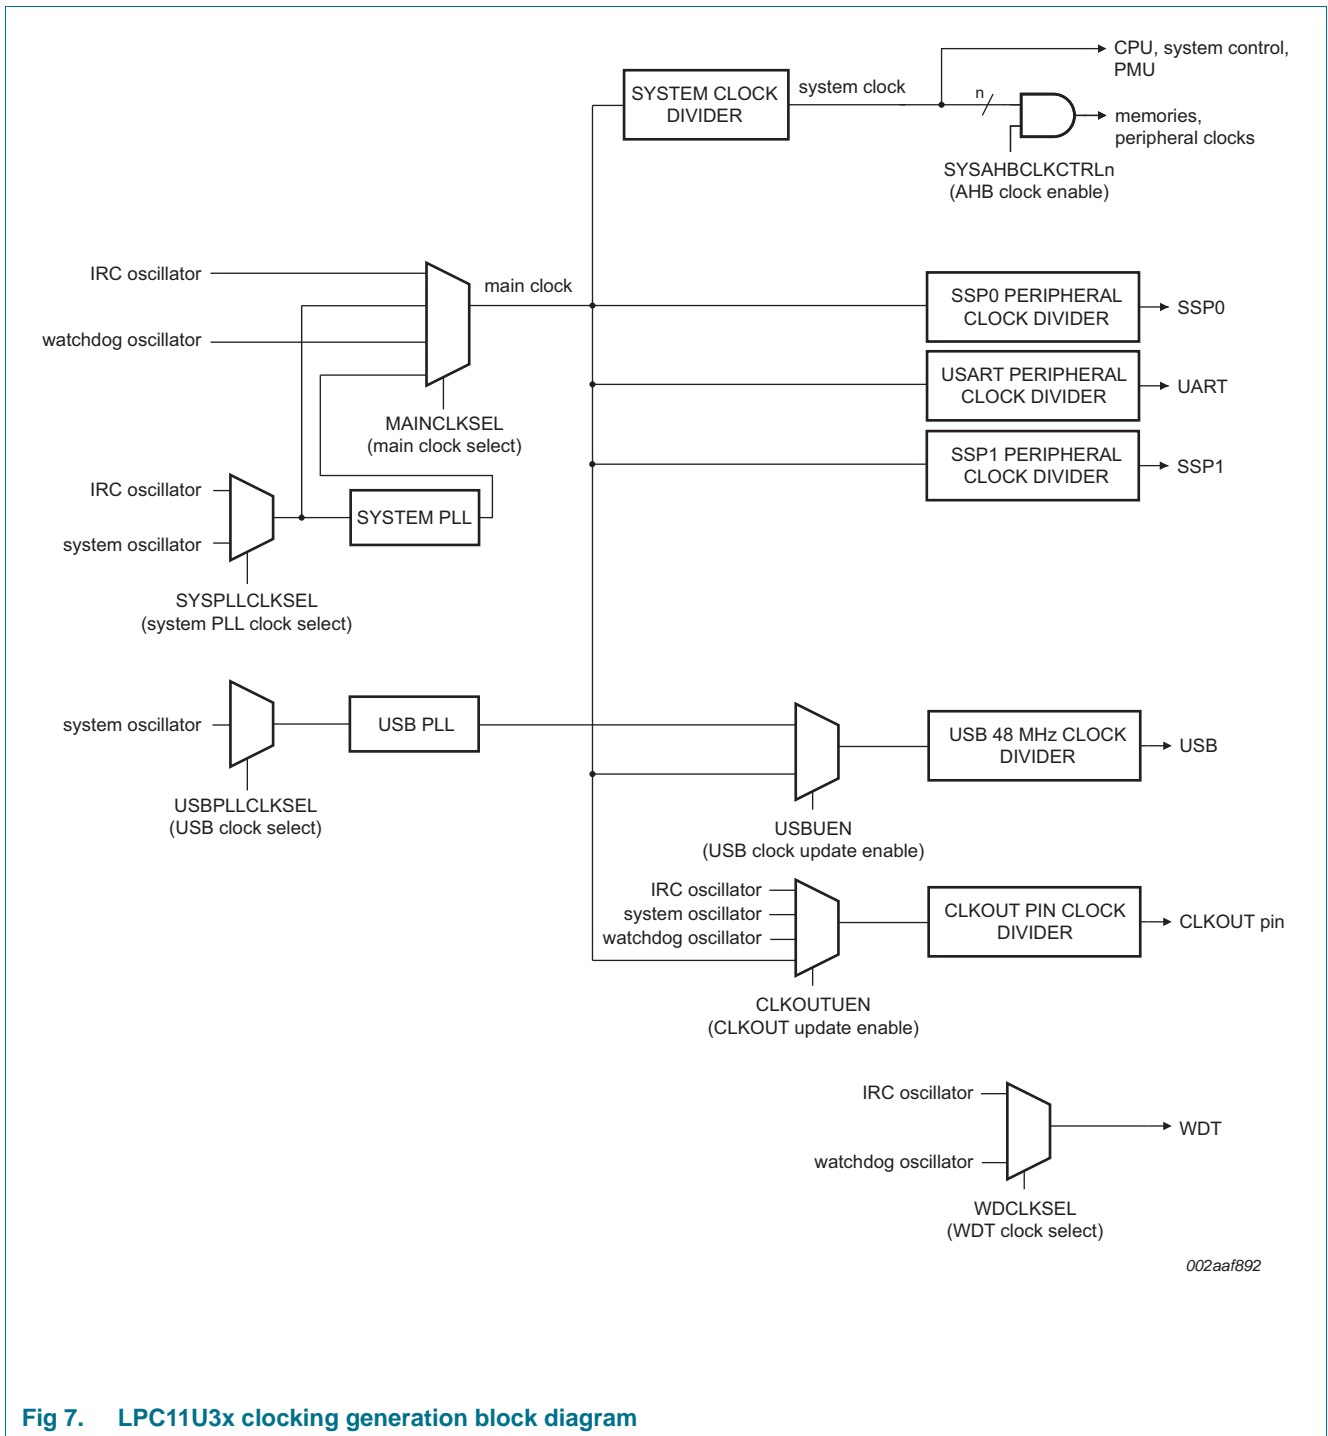 CPU, system control,
PMU
SYSTEM CLOCK
DIVIDER
system clock
n
memories,
peripheral clocks
SYSAHBCLKCTRLn
(AHB clock enable)
IRC oscillator
main clock
watchdog oscillator
MAINCLKSEL
(main clock select)
SSP0 PERIPHERAL
CLOCK DIVIDER
SSP0
USART PERIPHERAL
CLOCK DIVIDER
UART
SSP1 PERIPHERAL
CLOCK DIVIDER
SSP1
IRC oscillator
system oscillator
SYSTEM PLL
SYSPLLCLKSEL
(system PLL clock select)
system oscillator
USB PLL
USBPLLCLKSEL
(USB clock select)
USB 48 MHz CLOCK
DIVIDER
USB
USBUEN
(USB clock update enable)
IRC oscillator
system oscillator
watchdog oscillator
CLKOUT PIN CLOCK
DIVIDER
CLKOUT pin
CLKOUTUEN
(CLKOUT update enable)
IRC oscillator
watchdog oscillator
WDT
WDCLKSEL
(WDT clock select)
002aaf892
Fig 7. LPC11U3x clocking generation block diagram